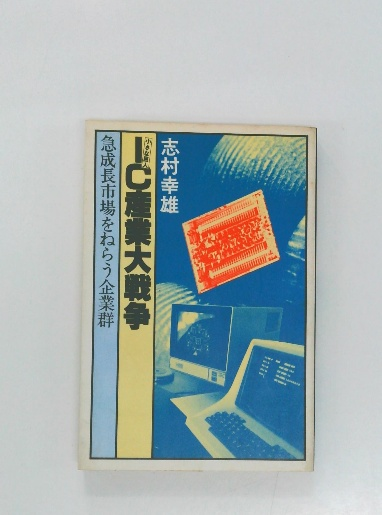 志村幸雄
IC産業大戦争
急成長市場をねらう企業群